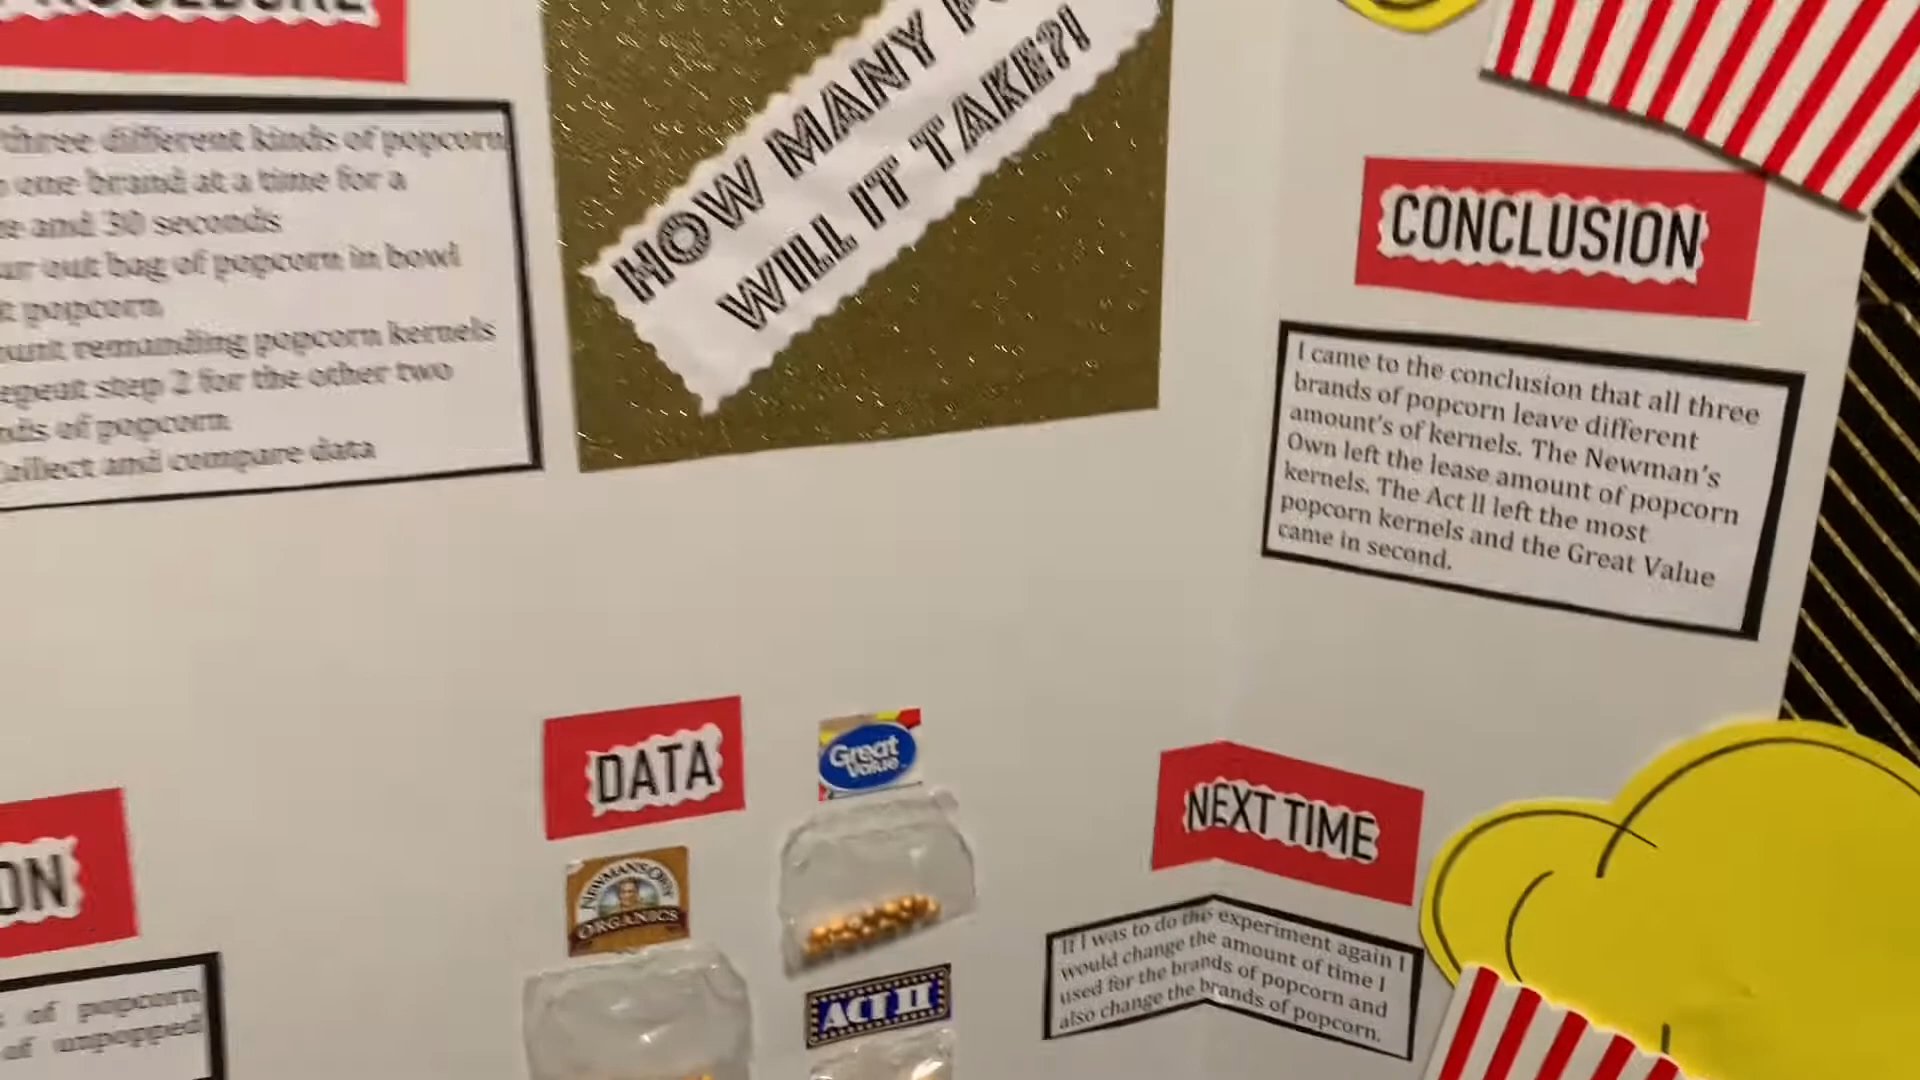 three different kinds of popcorn
one brand at a time for a
and 30 seconds
out bag of popcorn in bowl
popcorn
remandling popcorn kernels
step 2 for the other two
of popcorn
Collect and compare data
HOW MANY
WILL IT TAKE?!
CONCLUSION
I came to the conclusion that all three
brands of popcorn leave different
amount's of kernels. The Newman's
Own left the lease amount of popcorn
kernels. The Act ll left the most
popcorn kernels and the Great Value
came in second.
DATA
Great
Value
NEWMAN'S OWN
ORGANICS
ACT II
NEXT TIME
If I was to do this experiment again I
would change the amount of time I
used for the brands of popcorn and
also change the brands of popcorn.
ON
of popcorn
of unpopped